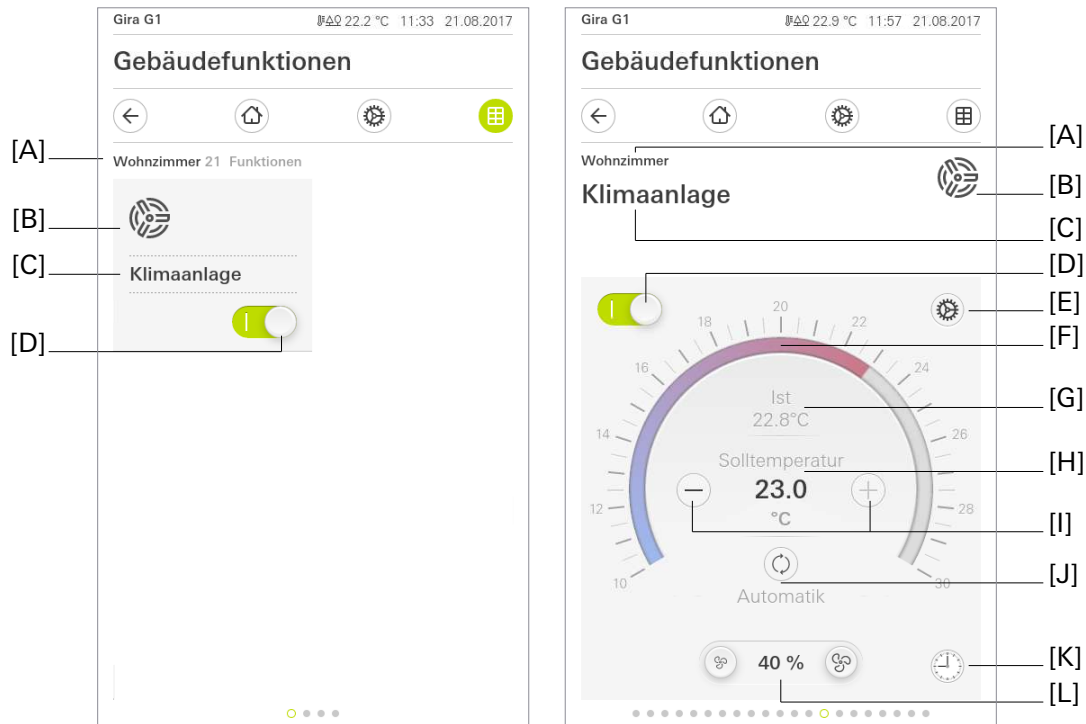 Gira G1 22.2 °C 11:33 21.08.2017
Gebäudefunktionen
[A]
Wohnzimmer 21 Funktionen
[B]
[C]
Klimaanlage
[D]
Gira G1 22.9 °C 11:57 21.08.2017
Gebäudefunktionen
[A]
Wohnzimmer
[B]
Klimaanlage
[C]
[D]
[E]
[F]
10
12
14
16
18
20
22
24
26
28
30
Ist
22.8°C
[G]
Solltemperatur
[H]
23.0
°C
[I]
[J]
Automatik
[K]
40 %
[L]